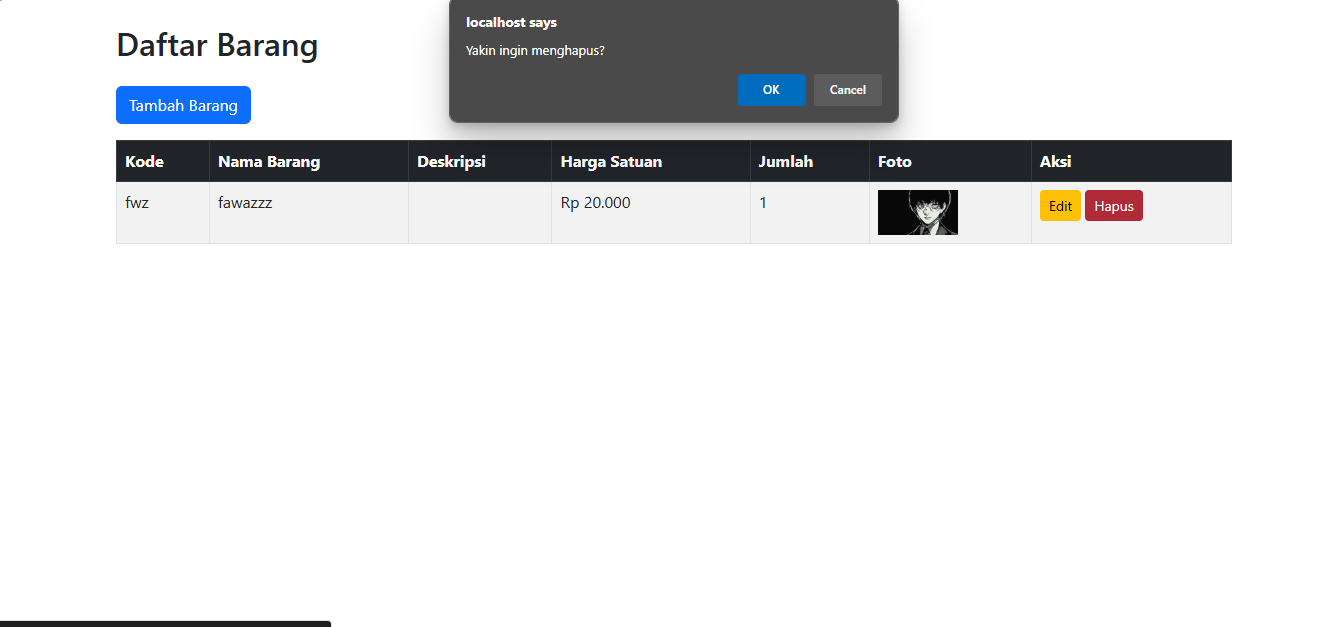 localhost says
Yakin ingin menghapus?
OK Cancel
Daftar Barang
Tambah Barang
Kode Nama Barang Deskripsi Harga Satuan Jumlah Foto Aksi
fwz fawazzz Rp 20.000 1 Edit Hapus